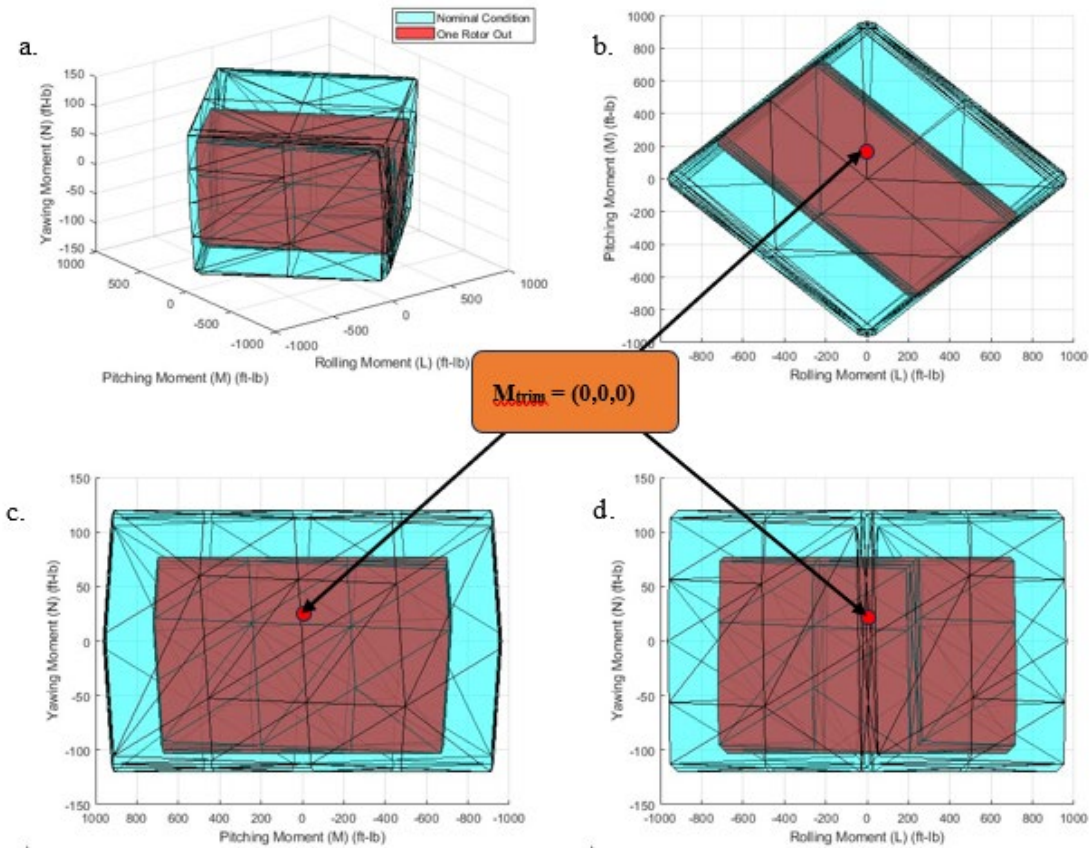 a.
Nominal Condition
One Rotor Out
Yawing Moment (N) (ft-lb)
150
100
50
0
-50
-100
-150
1000
500
0
-500
-1000
-1000
-500
0
500
1000
Pitching Moment (M) (ft-lb)
Rolling Moment (L) (ft-lb)
b.
Pitching Moment (M) (ft-lb)
1000
800
600
400
200
0
-200
-400
-600
-800
-1000
-800 -600 -400 -200 0 200 400 600 800 1000
Rolling Moment (L) (ft-lb)
Mtrim = (0,0,0)
c.
Yawing Moment (N) (ft-lb)
150
100
50
0
-50
-100
-150
1000 800 600 400 200 0 -200 -400 -600 -800 -1000
Pitching Moment (M) (ft-lb)
d.
Yawing Moment (N) (ft-lb)
150
100
50
0
-50
-100
-150
-1000 -800 -600 -400 -200 0 200 400 600 800 1000
Rolling Moment (L) (ft-lb)